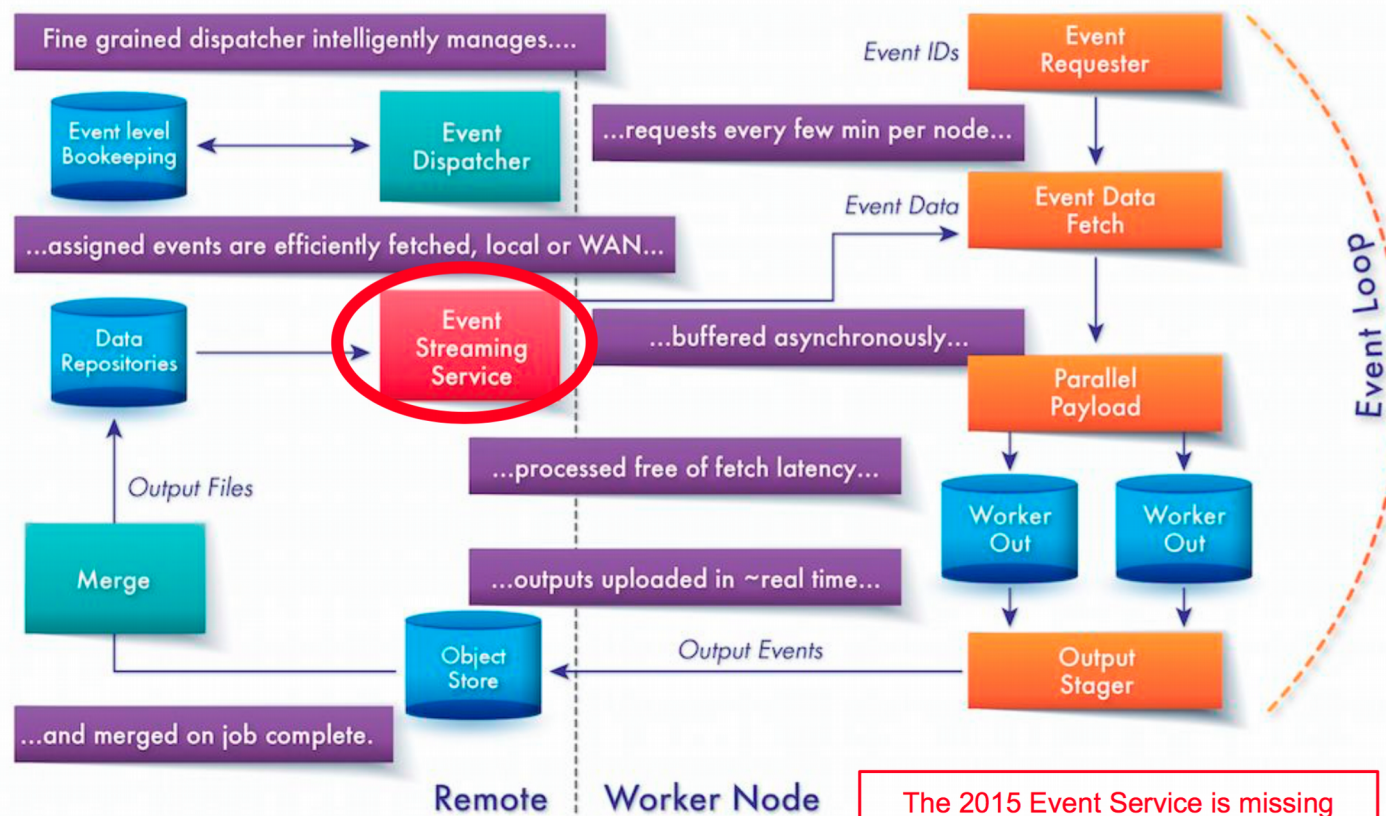 Fine grained dispatcher intelligently manages....
Event IDs
Event
Requester
Event level
Bookeeping
Event
Dispatcher
...requests every few min per node...
Event Data
Event Data
Fetch
...assigned events are efficiently fetched, local or WAN...
Event Loop
Data
Repositories
Event
Streaming
Service
...buffered asynchronously...
Parallel
Payload
...processed free of fetch latency...
Output Files
Worker
Out
Worker
Out
Merge
...outputs uploaded in ~real time...
Object
Store
Output Events
Output
Stager
...and merged on job complete.
Remote
Worker Node
The 2015 Event Service is missing